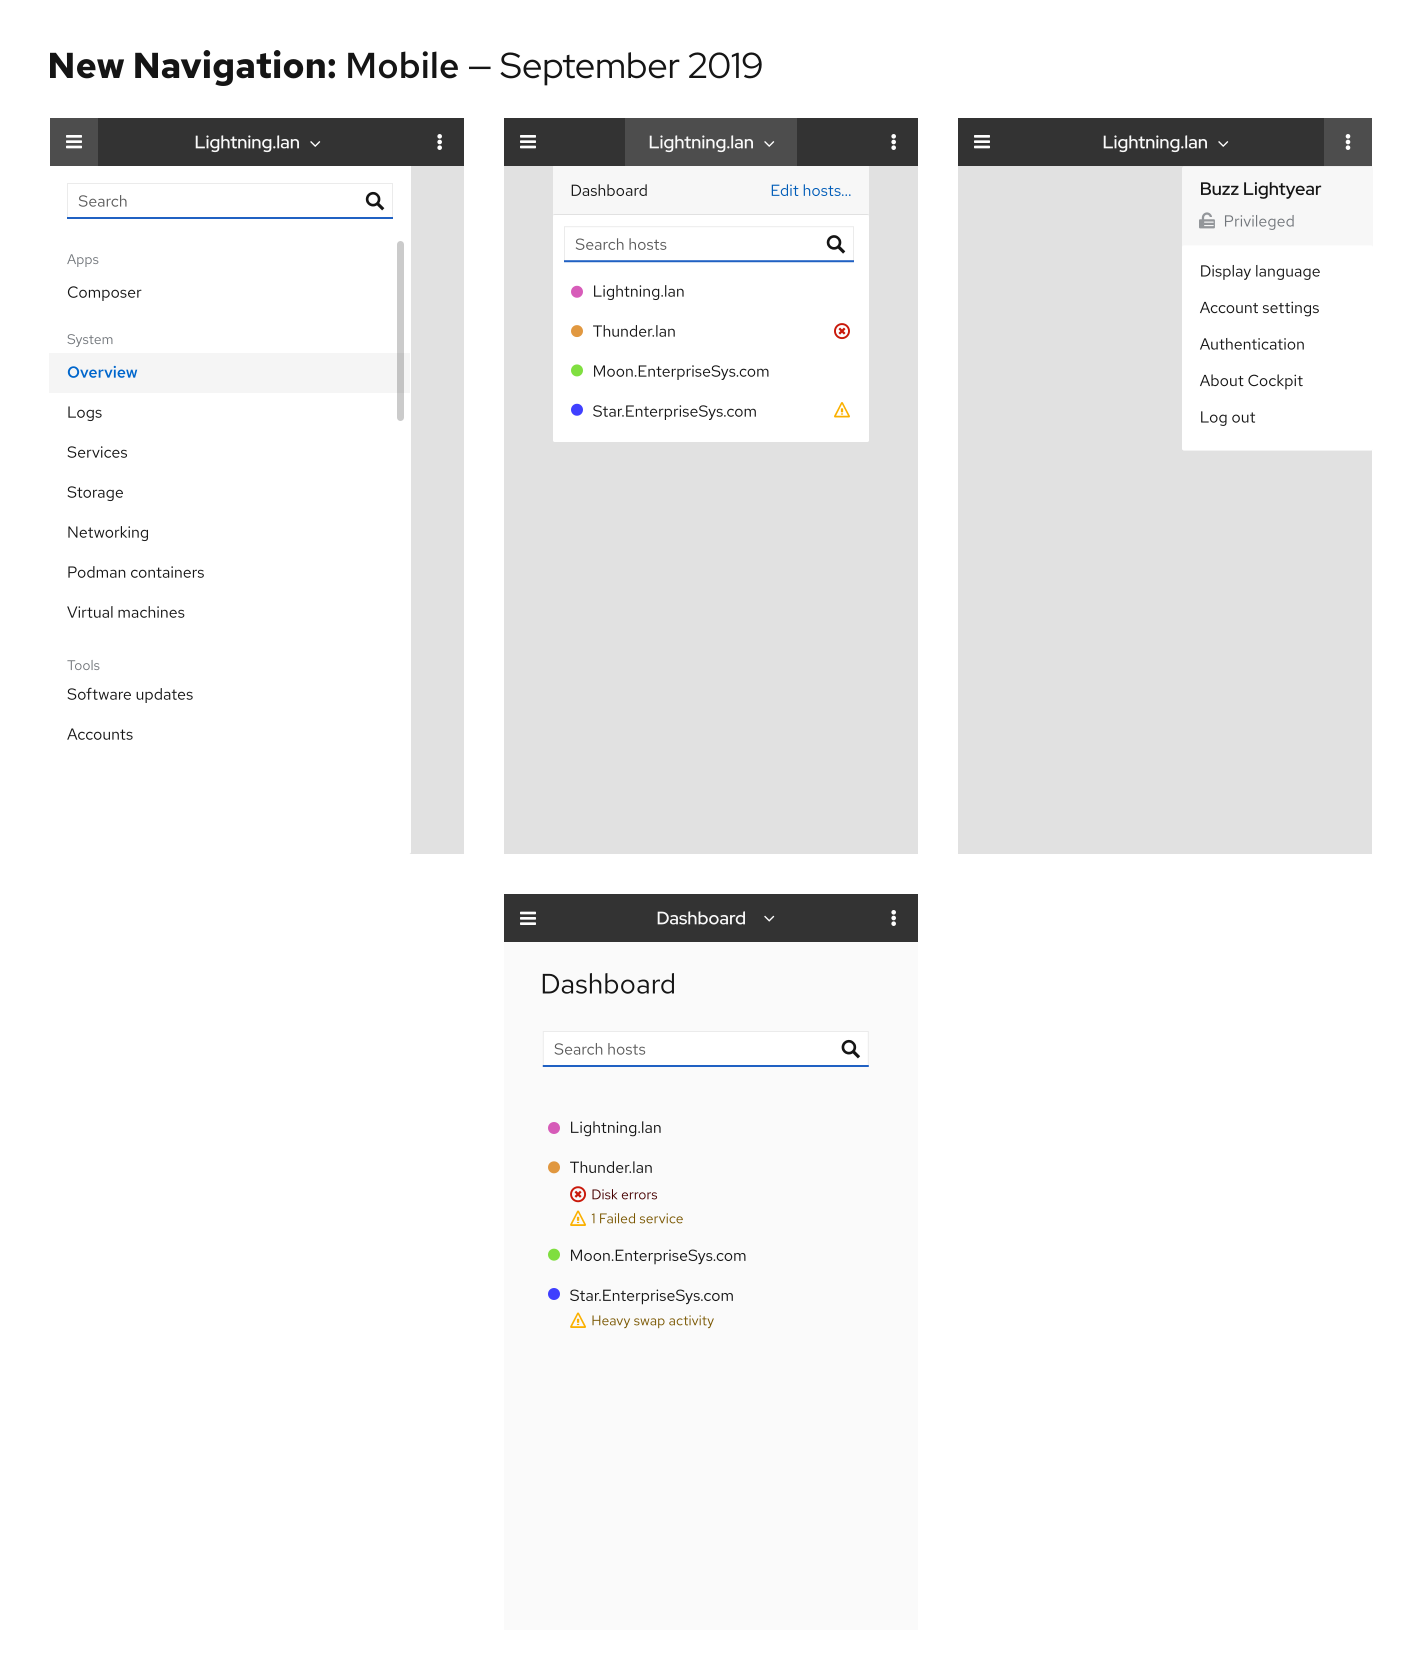 New Navigation: Mobile – September 2019
Lightning.lan
Search
Apps
Composer
System
Overview
Logs
Services
Storage
Networking
Podman containers
Virtual machines
Tools
Software updates
Accounts
Lightning.lan
Dashboard Edit hosts...
Search hosts
Lightning.lan
Thunder.lan
Moon.EnterpriseSys.com
Star.EnterpriseSys.com
Lightning.lan
Buzz Lightyear
Privileged
Display language
Account settings
Authentication
About Cockpit
Log out
Dashboard
Dashboard
Search hosts
Lightning.lan
Thunder.lan
Disk errors
1 Failed service
Moon.EnterpriseSys.com
Star.EnterpriseSys.com
Heavy swap activity